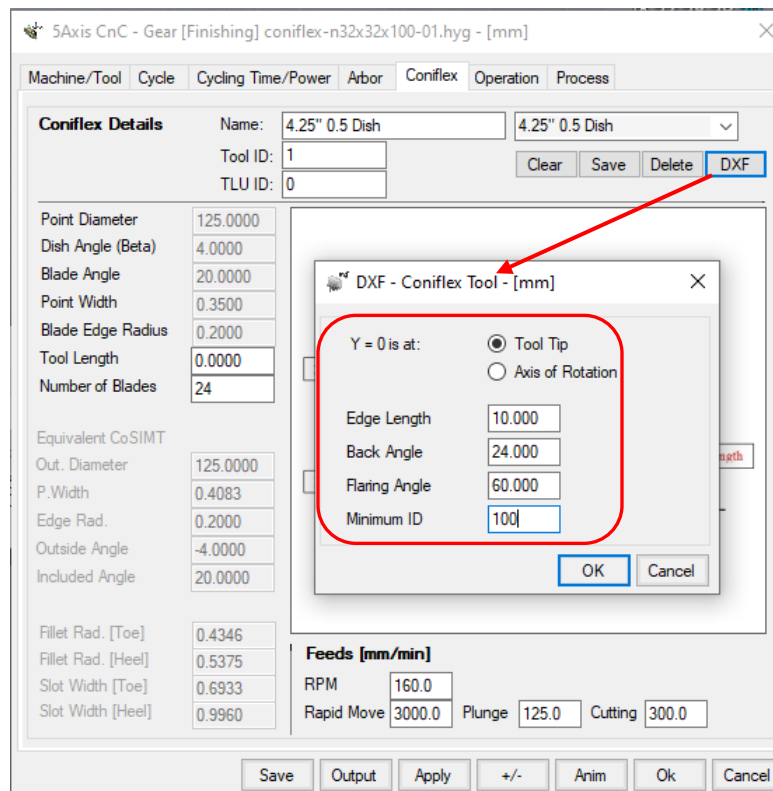 5Axis CnC - Gear [Finishing] coniflex-n32x32x100-01.hyg - [mm]
Machine/Tool Cycle Cycling Time/Power Arbor Coniflex Operation Process
Coniflex Details Name: 4.25" 0.5 Dish 4.25" 0.5 Dish
Tool ID: 1
Clear Save Delete DXF
TLU ID: 0
Point Diameter 125.0000
Dish Angle (Beta) 4.0000
Blade Angle 20.0000
Point Width 0.3500
Blade Edge Radius 0.2000
Tool Length 0.0000
Number of Blades 24
Equivalent CoSIMT
Out. Diameter 125.0000
P.Width 0.4083
Edge Rad. 0.2000
Outside Angle -4.0000
Included Angle 20.0000
Fillet Rad. [Toe] 0.4346
Fillet Rad. [Heel] 0.5375
Slot Width [Toe] 0.6933
Slot Width [Heel] 0.9960
DXF - Coniflex Tool - [mm]
Y = 0 is at: Tool Tip
Axis of Rotation
Edge Length 10.000
Back Angle 24.000
Flaring Angle 60.000
Minimum ID 100
OK Cancel
ngth
Feeds [mm/min]
RPM 160.0
Rapid Move 3000.0 Plunge 125.0 Cutting 300.0
Save Output Apply +/- Anim Ok Cancel